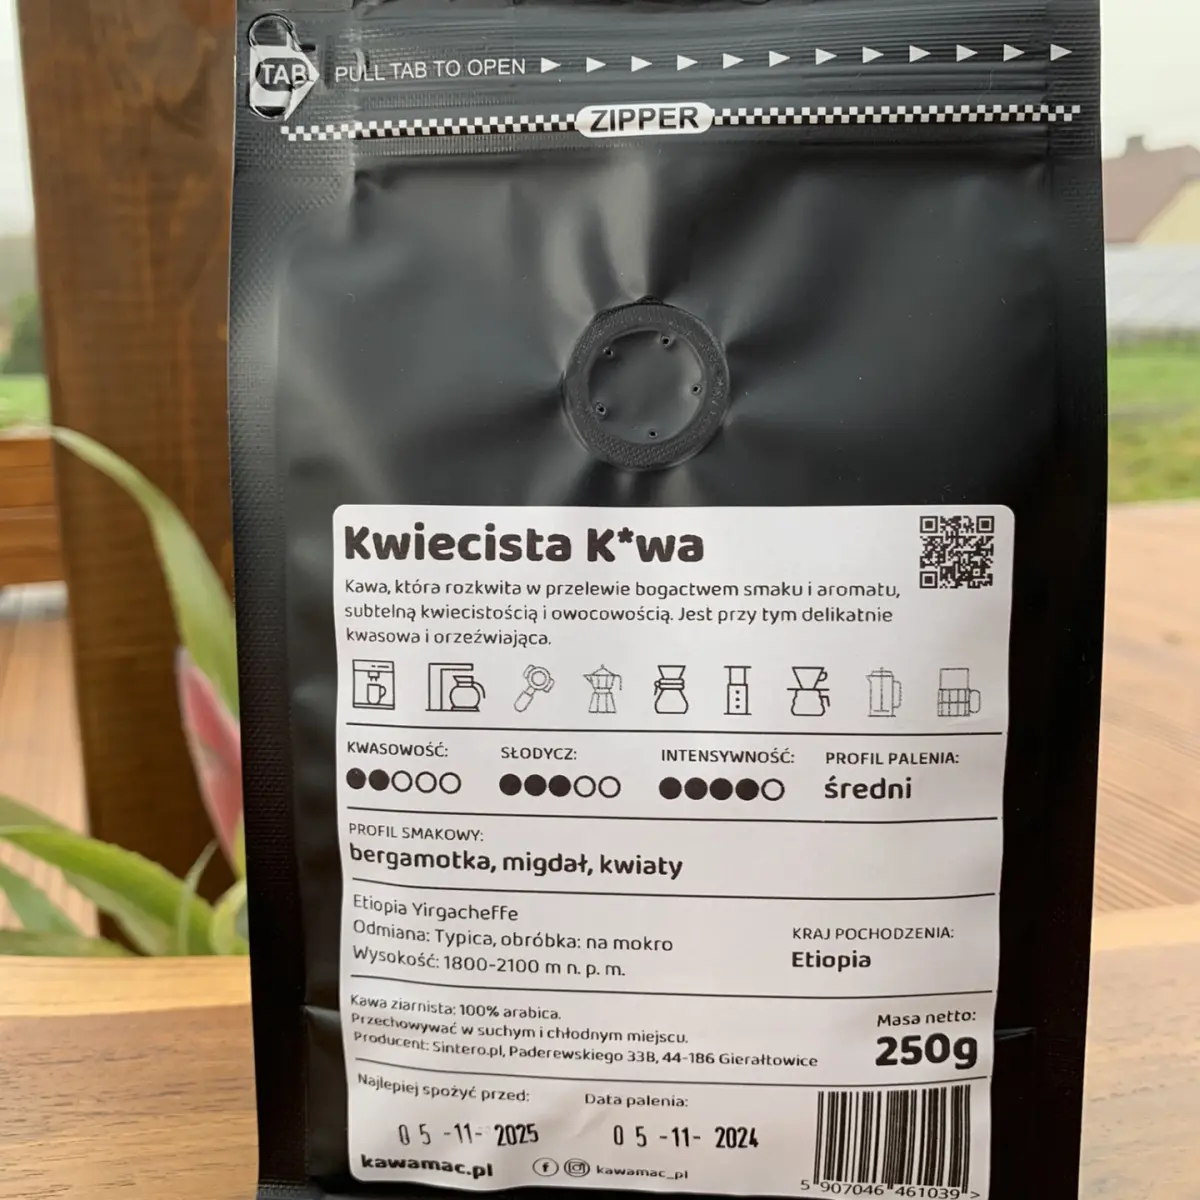 TAB PULL TAB TO OPEN
ZIPPER
Kwiecista K*wa
Kawa, która rozkwita w przelewie bogactwem smaku i aromatu,
subtelną kwiecistością i owocowością. Jest przy tym delikatnie
kwasowa i orzeźwiająca.
KWASOWOŚĆ: SŁODYCZ: INTENSYWNOŚĆ: PROFIL PALENIA:
średni
PROFIL SMAKOWY:
bergamotka, migdał, kwiaty
Etiopia Yirgacheffe
Odmiana: Typica, obróbka: na mokro
Wysokość: 1800-2100 m n. p. m.
KRAJ POCHODZENIA:
Etiopia
Kawa ziarnista: 100% arabica.
Przechowywać w suchym i chłodnym miejscu.
Producent: Sintero.pl, Paderewskiego 33B, 44-186 Gierałtowice
Masa netto:
250g
Najlepiej spożyć przed: Data palenia:
05-11-2025 05-11-2024
kawamac.pl kawamac_pl
5 907046 461039 >